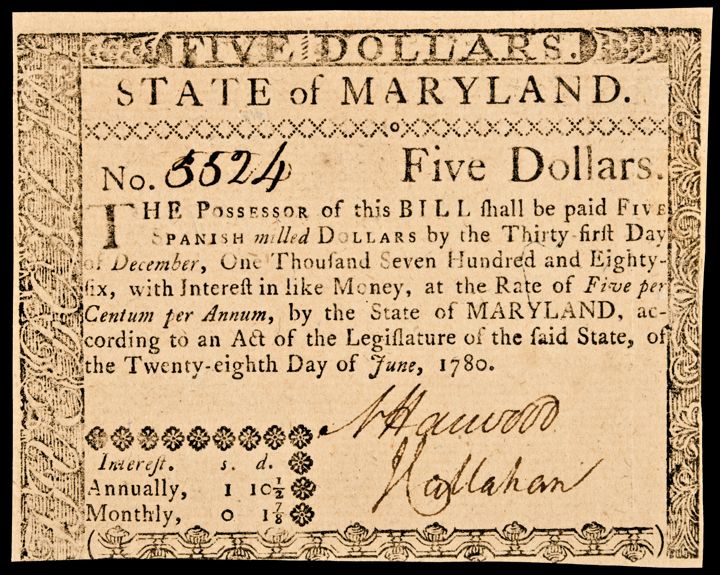 FIVE DOLLARS.
STATE of MARYLAND.
No. 5524 Five Dollars.
THE POSSESSOR of this BILL ſhall be paid FIVE
SPANISH milled DOLLARS by the Thirty-firſt Day
of December, One Thouſand Seven Hundred and Eighty-
ſix, with Intereſt in like Money, at the Rate of Five per
Centum per Annum, by the State of MARYLAND, ac-
cording to an Act of the Legiſlature of the ſaid State, of
the Twenty-eighth Day of June, 1780.
N Harwood
J Callahan
Intereſt. s. d.
Annually, 1 10½
Monthly, 0 1⅞